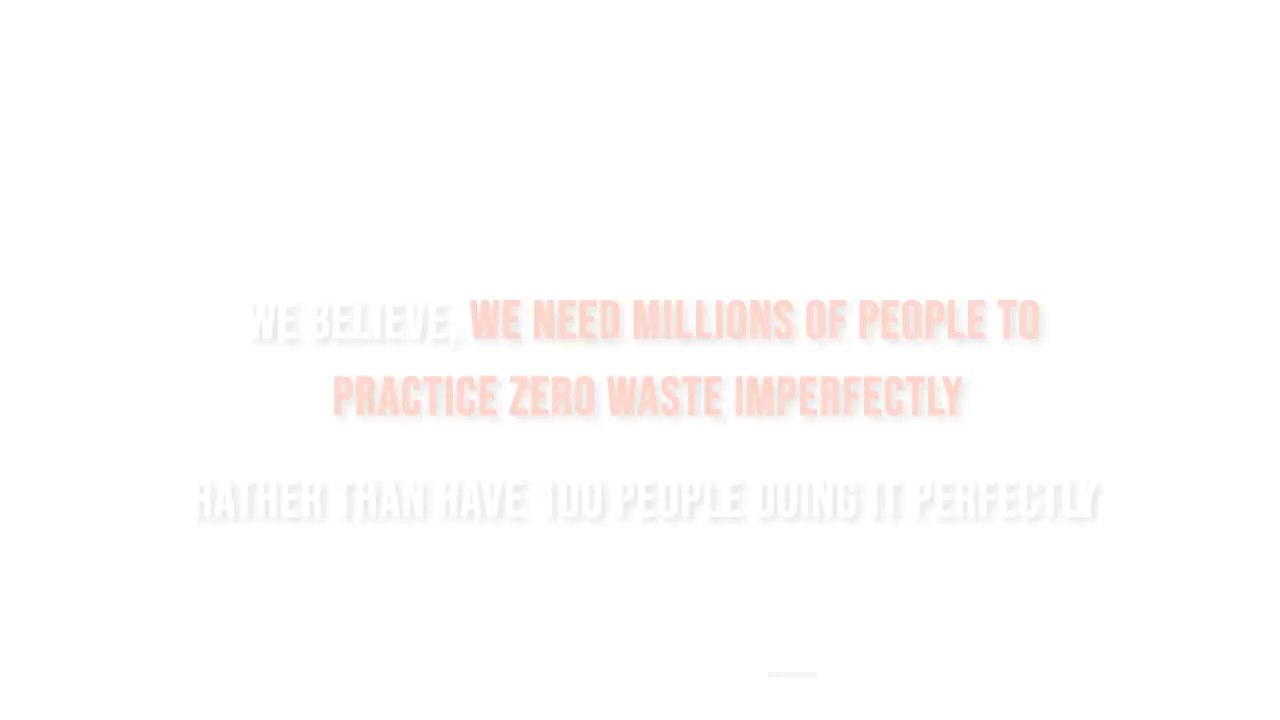 WE BELIEVE, WE NEED MILLIONS OF PEOPLE TO
PRACTICE ZERO WASTE IMPERFECTLY
RATHER THAN HAVE 100 PEOPLE DOING IT PERFECTLY